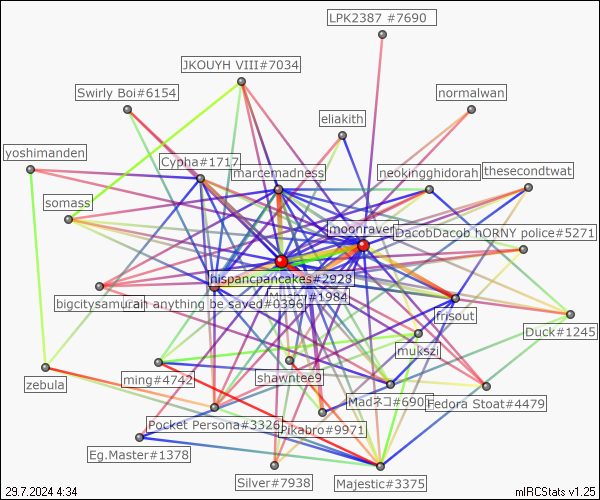 LPK2387 #7690
JKOUYH VIII#7034
Swirly Boi#6154
normalwan
eliakith
yoshimanden
Cypha#1717
marcemadness
neokingghidorah
thesecondtwat
somass
moonraven
DacobDacob hORNY police#5271
hispancpancakes#2928
bigcitysamurai
anything be saved#0396
#1984
frisout
Duck#1245
mukszi
zebula
ming#4742
shawntee9
Madネコ#690
Fedora Stoat#4479
Pocket Persona#3326
Pikabro#9971
Eg.Master#1378
Silver#7938
Majestic#3375
29.7.2024 4:34
mIRCStats v1.25